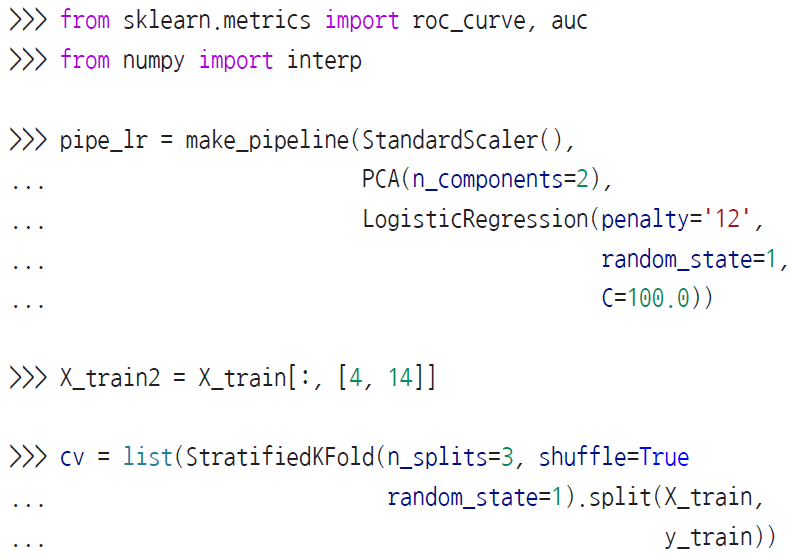 >>> from sklearn.metrics import roc_curve, auc
>>> from numpy import interp
>>> pipe_lr = make_pipeline(StandardScaler(),
... PCA(n_components=2),
... LogisticRegression(penalty='12',
... random_state=1,
... C=100.0))
>>> X_train2 = X_train[:, [4, 14]]
>>> cv = list(StratifiedKFold(n_splits=3, shuffle=True
... random_state=1).split(X_train,
... y_train))